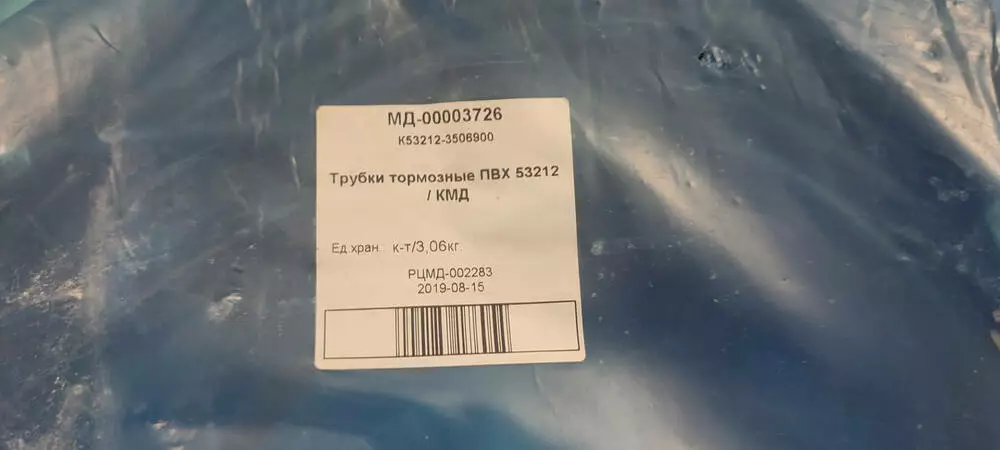 МД-00003726
К53212-3506900
Трубки тормозные ПВХ 53212
/ КМД
Ед хран. к-т/3,06кг.
РЦМД-002283
2019-08-15